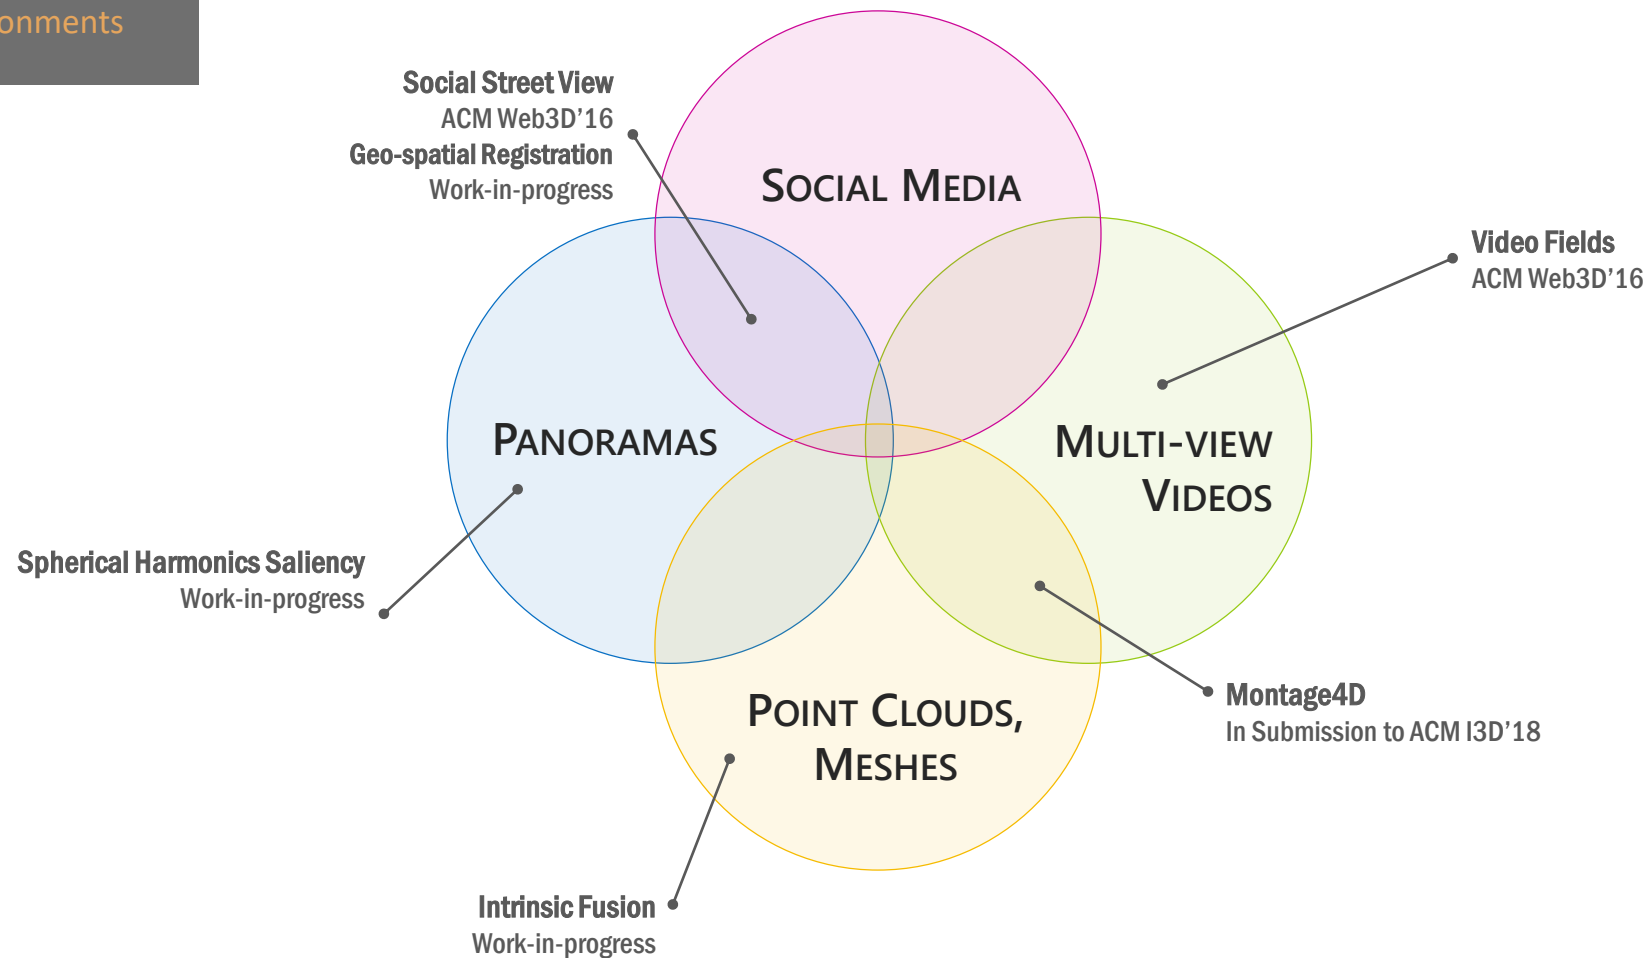 Social Street View
ACM Web3D’16
Geo-spatial Registration
Work-in-progress
SOCIAL MEDIA
Video Fields
ACM Web3D’16
PANORAMAS
MULTI-VIEW
VIDEOS
Spherical Harmonics Saliency
Work-in-progress
POINT CLOUDS,
MESHES
Montage4D
In Submission to ACM I3D’18
Intrinsic Fusion
Work-in-progress